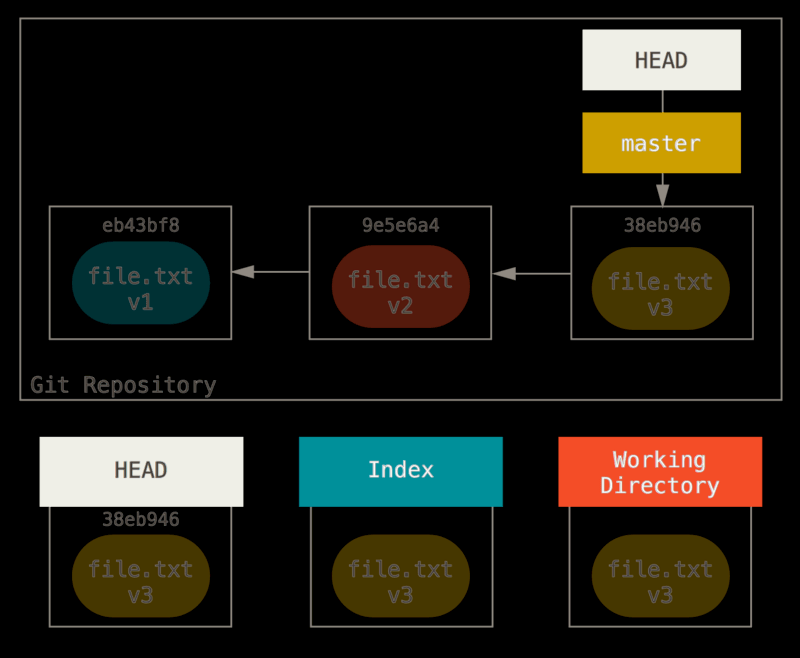 HEAD
master
eb43bf8
9e5e6a4
38eb946
file.txt
v1
file.txt
v2
file.txt
v3
Git Repository
HEAD
Index
Working
Directory
38eb946
file.txt
v3
file.txt
v3
file.txt
v3